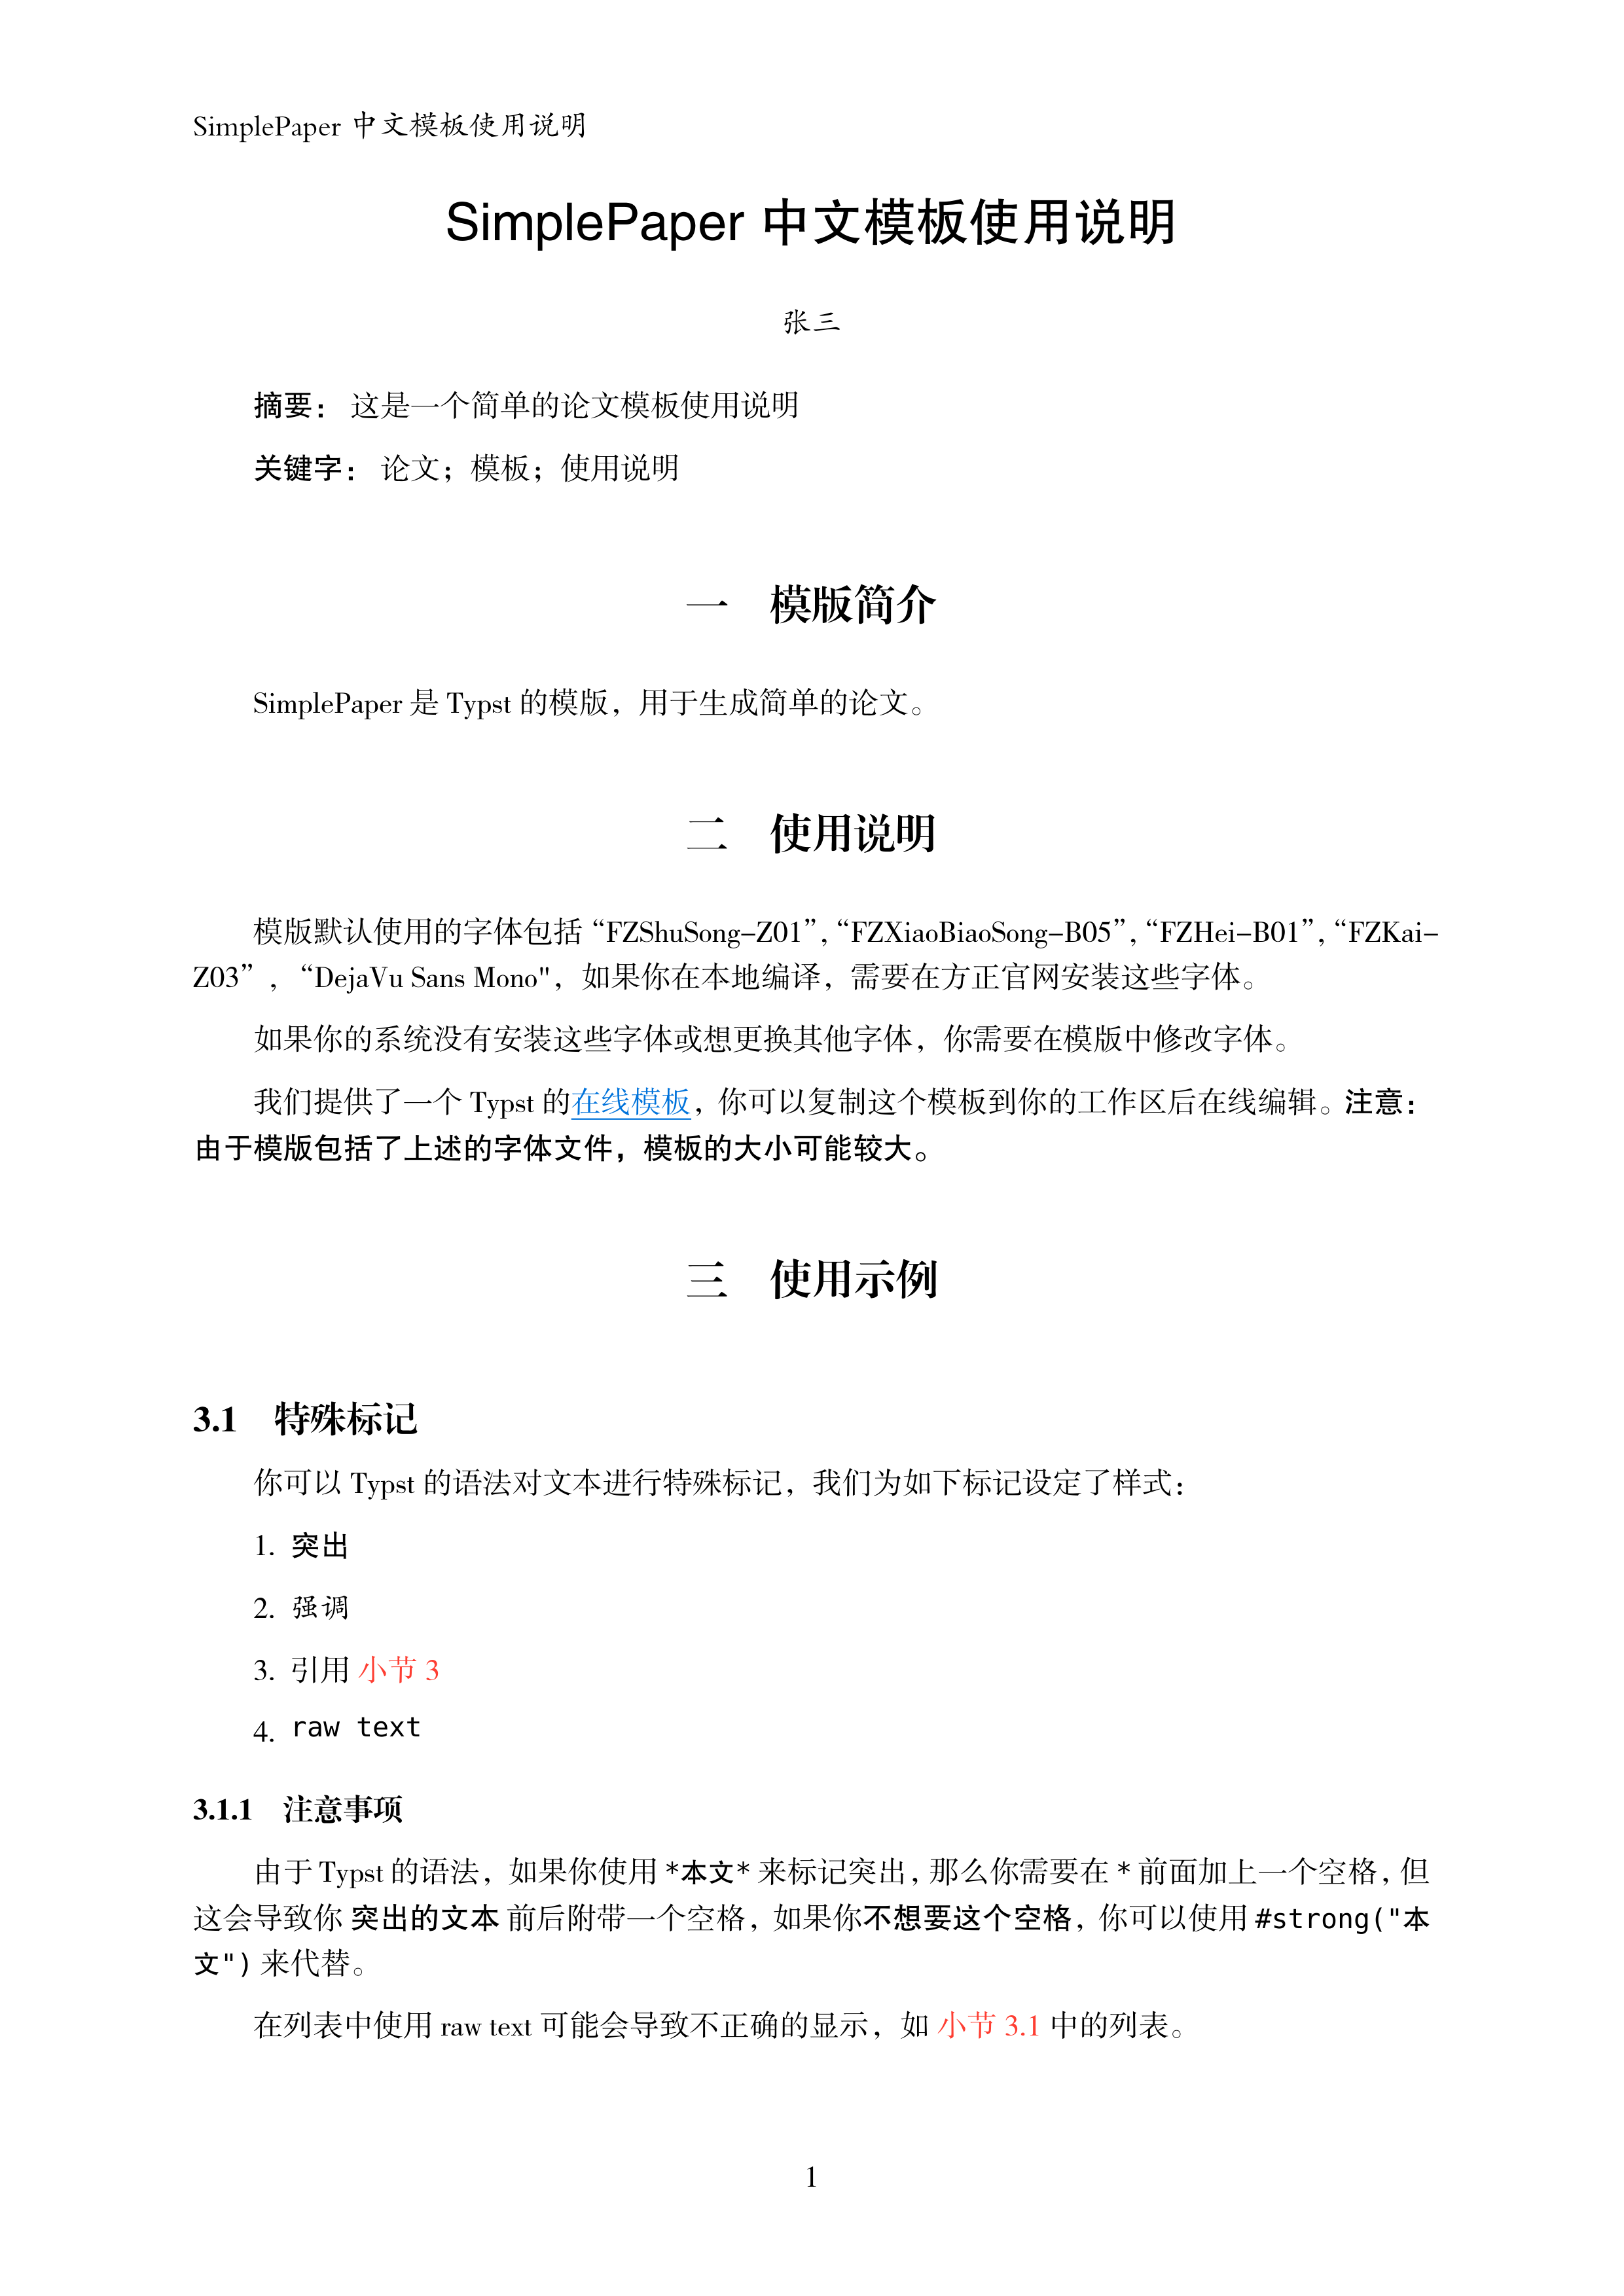 SimplePaper 中文模板使用说明
SimplePaper 中文模板使用说明
张三
摘要： 这是一个简单的论文模板使用说明
关键字： 论文；模板；使用说明
一 模版简介
SimplePaper 是 Typst 的模版，用于生成简单的论文。
二 使用说明
模版默认使用的字体包括 “FZShuSong-Z01”, “FZXiaoBiaoSong-B05”, “FZHei-B01”, “FZKai-
Z03” , “DejaVu Sans Mono"，如果你在本地编译，需要在方正官网安装这些字体。
如果你的系统没有安装这些字体或想更换其他字体，你需要在模版中修改字体。
我们提供了一个 Typst 的在线模板，你可以复制这个模板到你的工作区后在线编辑。注意：
由于模版包括了上述的字体文件，模板的大小可能较大。
三 使用示例
3.1 特殊标记
你可以 Typst 的语法对文本进行特殊标记，我们为如下标记设定了样式：
1. 突出
2. 强调
3. 引用 小节 3
4. raw text
3.1.1 注意事项
由于 Typst 的语法，如果你使用 *本文* 来标记突出，那么你需要在 * 前面加上一个空格，但
这会导致你 突出的文本 前后附带一个空格，如果你不想要这个空格，你可以使用 #strong("本
文") 来代替。
在列表中使用 raw text 可能会导致不正确的显示，如 小节 3.1 中的列表。
1